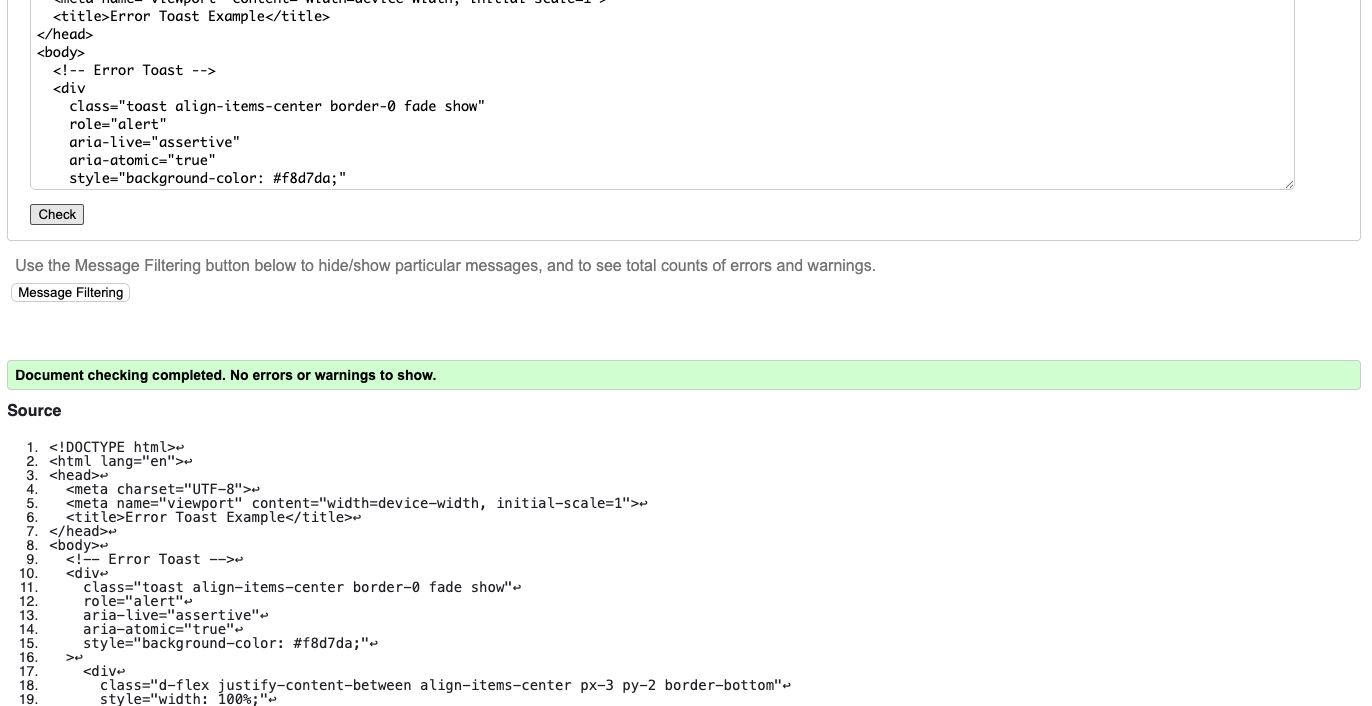 <meta name="viewport" content="width=device-width, initial-scale=1">
  <title>Error Toast Example</title>
</head>
<body>
  <!-- Error Toast -->
  <div
    class="toast align-items-center border-0 fade show"
    role="alert"
    aria-live="assertive"
    aria-atomic="true"
    style="background-color: #f8d7da;"
Check
Use the Message Filtering button below to hide/show particular messages, and to see total counts of errors and warnings.
Message Filtering
Document checking completed. No errors or warnings to show.
Source
1. <!DOCTYPE html>↩
2. <html lang="en">↩
3. <head>↩
4.   <meta charset="UTF-8">↩
5.   <meta name="viewport" content="width=device-width, initial-scale=1">↩
6.   <title>Error Toast Example</title>↩
7. </head>↩
8. <body>↩
9.   <!-- Error Toast -->↩
10.   <div↩
11.     class="toast align-items-center border-0 fade show"↩
12.     role="alert"↩
13.     aria-live="assertive"↩
14.     aria-atomic="true"↩
15.     style="background-color: #f8d7da;"↩
16.   >↩
17.     <div↩
18.       class="d-flex justify-content-between align-items-center px-3 py-2 border-bottom"↩
19.       style="width: 100%;"↩